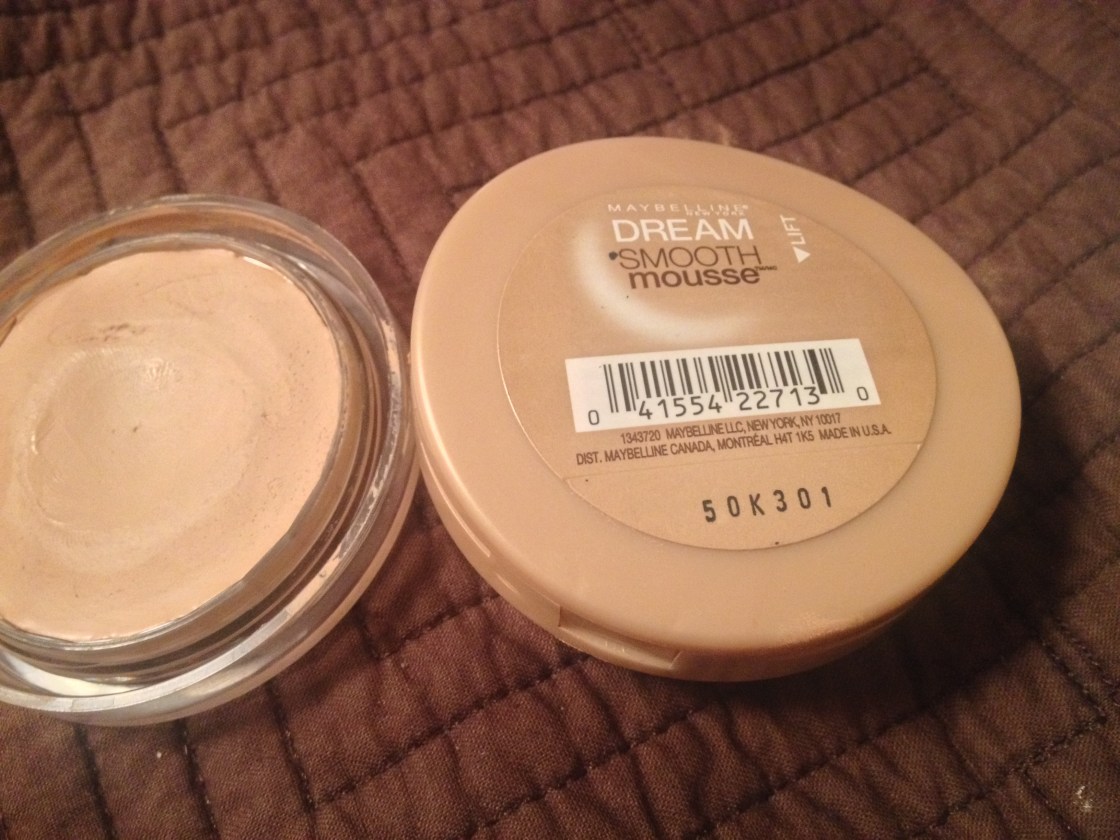 MAYBELLINE®
NEW YORK
DREAM
SMOOTH
mousse
LIFT
0 41554 22713 0
1343720 MAYBELLINE LLC, NEW YORK, NY 10017
DIST. MAYBELLINE CANADA, MONTRÉAL H4T 1K5 MADE IN U.S.A.
50K301